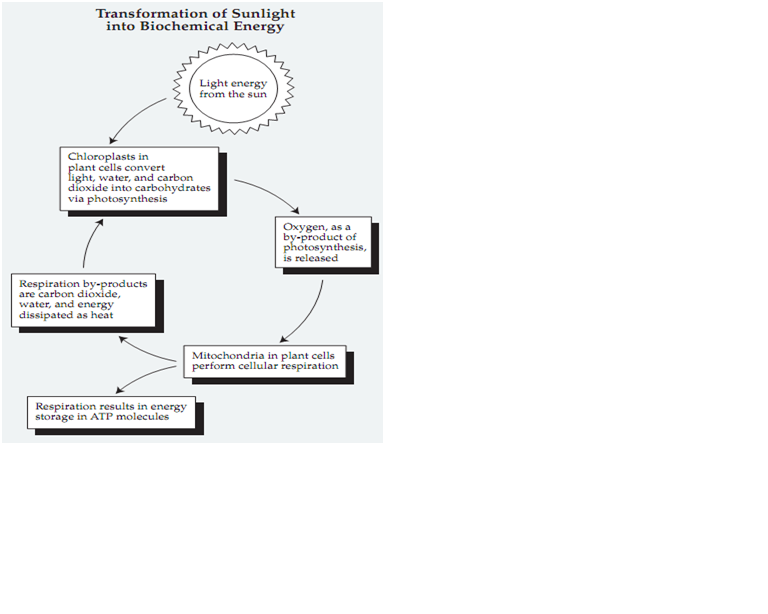 Transformation of Sunlight
into Biochemical Energy
Light energy
from the sun
Chloroplasts in
plant cells convert
light, water, and carbon
dioxide into carbohydrates
via photosynthesis
Oxygen, as a
by-product of
photosynthesis,
is released
Respiration by-products
are carbon dioxide,
water, and energy
dissipated as heat
Mitochondria in plant cells
perform cellular respiration
Respiration results in energy
storage in ATP molecules